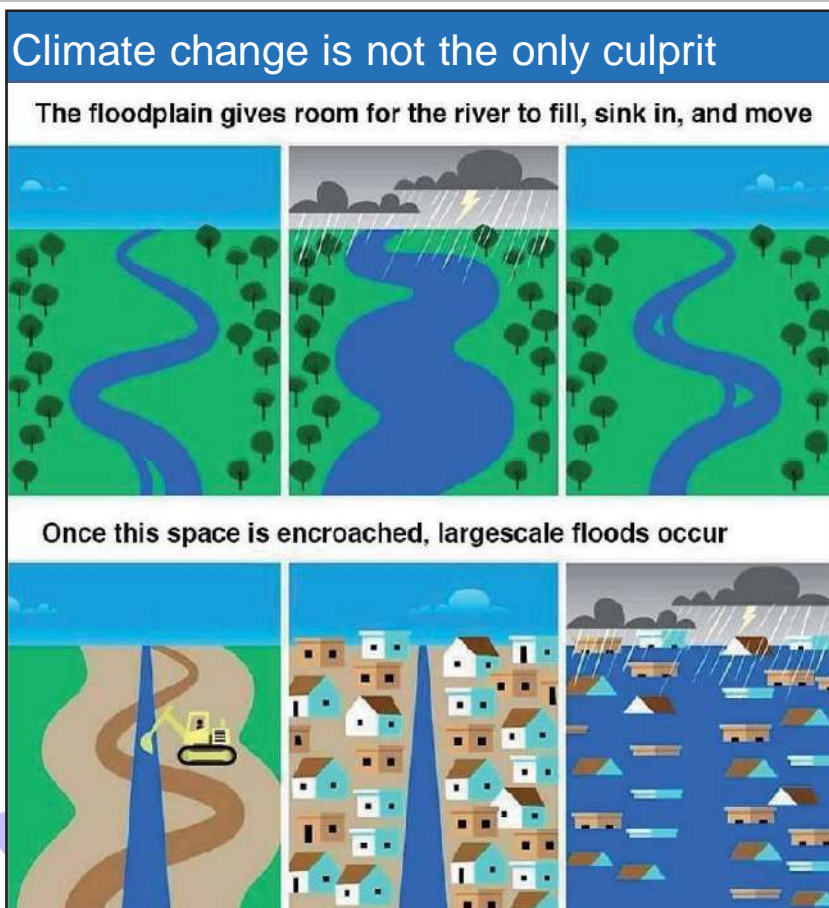 Climate change is not the only culprit
The floodplain gives room for the river to fill, sink in, and move
Once this space is encroached, largescale floods occur